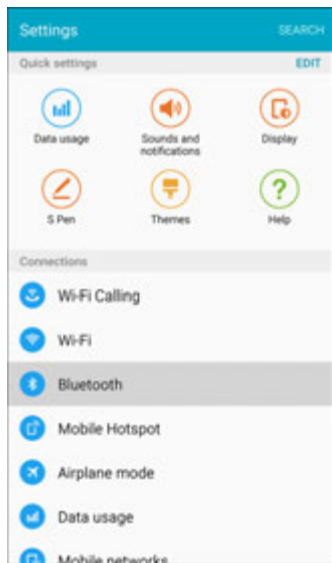 Settings SEARCH
Quick settings EDIT
Data usage Sounds and notifications Display
S Pen Themes Help
Connections
Wi-Fi Calling
Wi-Fi
Bluetooth
Mobile Hotspot
Airplane mode
Data usage
Mobile networks